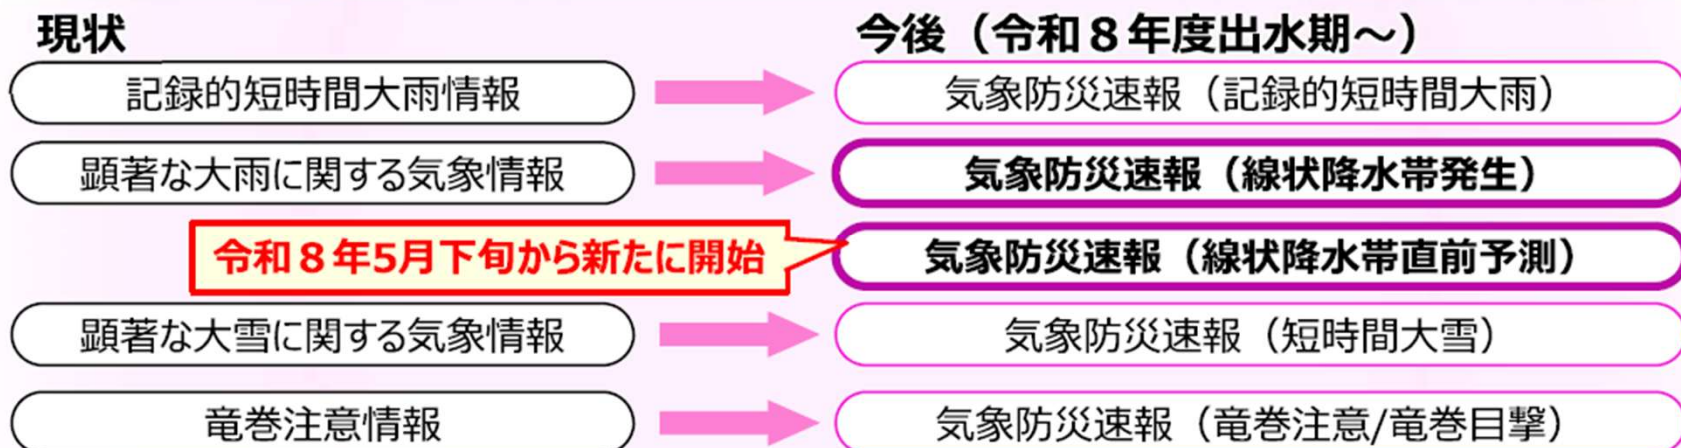 現状
今後（令和８年度出水期～）
記録的短時間大雨情報
気象防災速報（記録的短時間大雨）
顕著な大雨に関する気象情報
気象防災速報（線状降水帯発生）
令和８年5月下旬から新たに開始
気象防災速報（線状降水帯直前予測）
顕著な大雪に関する気象情報
気象防災速報（短時間大雪）
竜巻注意情報
気象防災速報（竜巻注意/竜巻目撃）